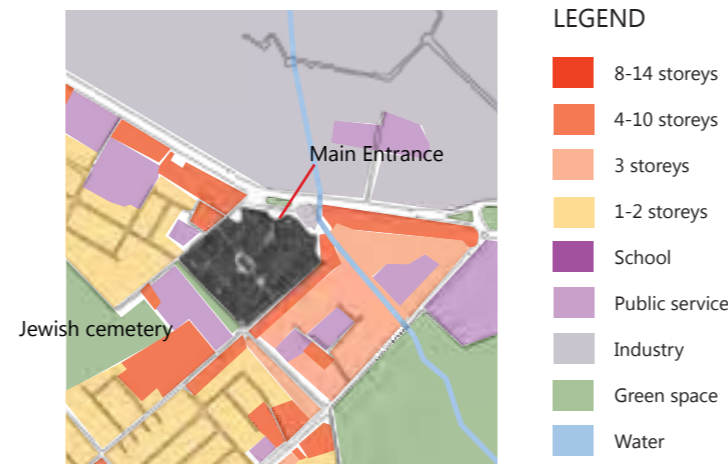 LEGEND
8-14 storeys
4-10 storeys
3 storeys
1-2 storeys
School
Public service
Industry
Green space
Water
Main Entrance
Jewish cemetery